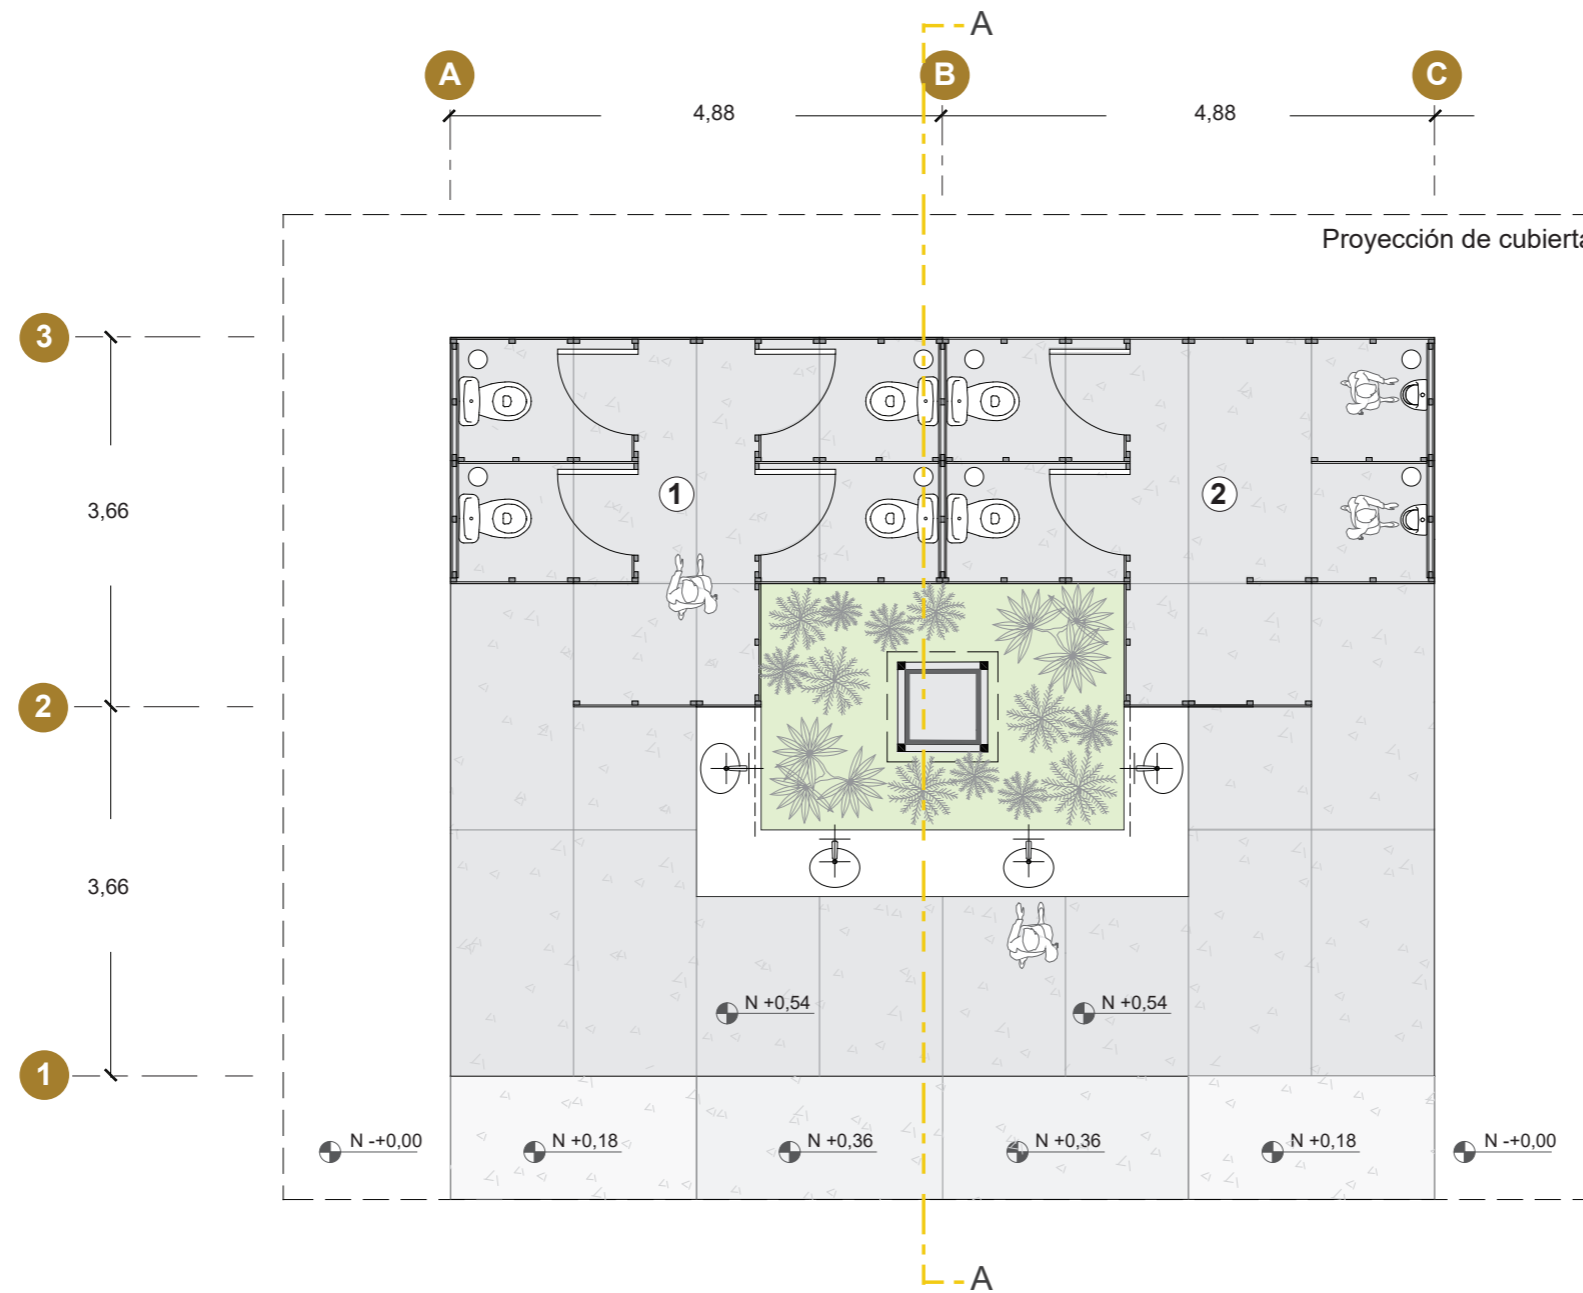 A
A B C
4,88 4,88
Proyección de cubierta
3
1 2
3,66
2
3,66
N +0,54 N +0,54
1
N -+0,00 N +0,18 N +0,36 N +0,36 N +0,18 N -+0,00
A